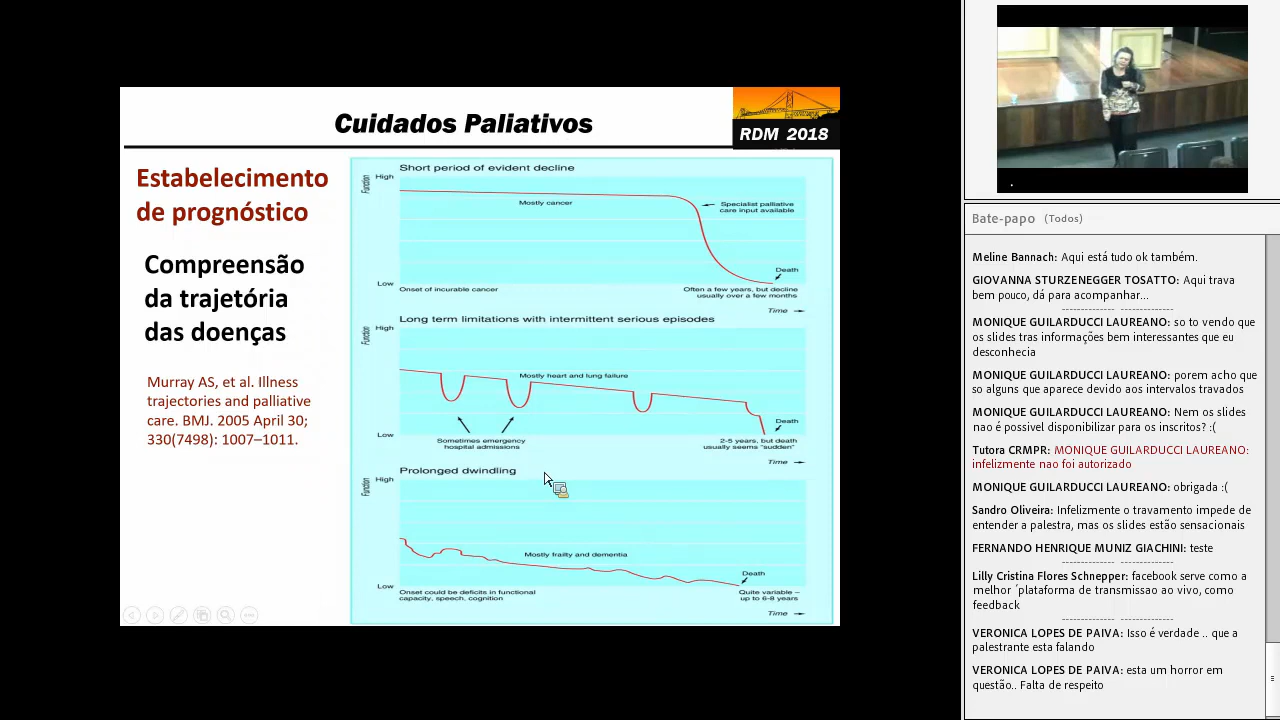 Cuidados Paliativos
RDM 2018
Estabelecimento
de prognóstico
Compreensão
da trajetória
das doenças
Murray AS, et al. Illness
trajectories and palliative
care. BMJ. 2005 April 30;
330(7498): 1007–1011.
Short period of evident decline
Function
High
Mostly cancer
Specialist palliative
care input available
Death
Low
Onset of incurable cancer
Often a few years, but decline
usually over a few months
Time
Long term limitations with intermittent serious episodes
Function
High
Mostly heart and lung failure
Death
Low
Sometimes emergency
hospital admissions
2-5 years, but death
usually seems "sudden"
Time
Prolonged dwindling
Function
High
Mostly frailty and dementia
Death
Low
Onset could be deficits in functional
capacity, speech, cognition
Quite variable –
up to 6-8 years
Time
Bate-papo (Todos)
Meline Bannach: Aqui está tudo ok também.
GIOVANNA STURZENEGGER TOSATTO: Aqui trava
bem pouco, dá para acompanhar...
MONIQUE GUILARDUCCI LAUREANO: so to vendo que
os slides tras informações bem interessantes que eu
desconhecia
MONIQUE GUILARDUCCI LAUREANO: porem acho que
so alguns que aparece devido aos intervalos travados
MONIQUE GUILARDUCCI LAUREANO: Nem os slides
nao é possivel disponibilizar para os inscritos? :(
Tutora CRMPR: MONIQUE GUILARDUCCI LAUREANO:
infelizmente nao foi autorizado
MONIQUE GUILARDUCCI LAUREANO: obrigada :(
Sandro Oliveira: Infelizmente o travamento impede de
entender a palestra, mas os slides estão sensacionais
FERNANDO HENRIQUE MUNIZ GIACHINI: teste
Lilly Cristina Flores Schnepper: facebook serve como a
melhor ´plataforma de transmissao ao vivo, como
feedback
VERONICA LOPES DE PAIVA: Isso é verdade .. que a
palestrante esta falando
VERONICA LOPES DE PAIVA: esta um horror em
questão.. Falta de respeito